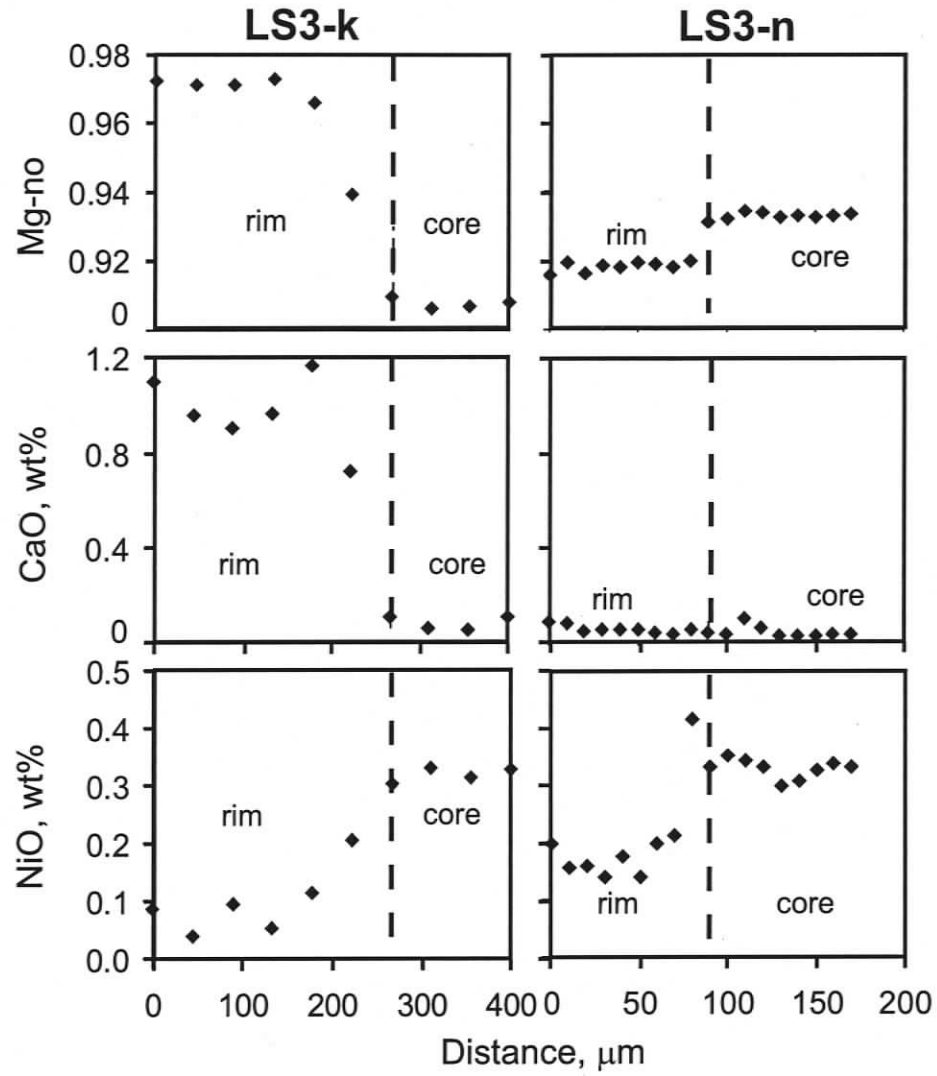 LS3-k LS3-n
Mg-no
0.98
0.96
0.94
0.92
0
rim core
rim core
CaO, wt%
1.2
0.8
0.4
0
rim core
rim core
NiO, wt%
0.5
0.4
0.3
0.2
0.1
0.0
rim core
rim core
0 100 200 300 400 0 50 100 150 200
Distance, μm